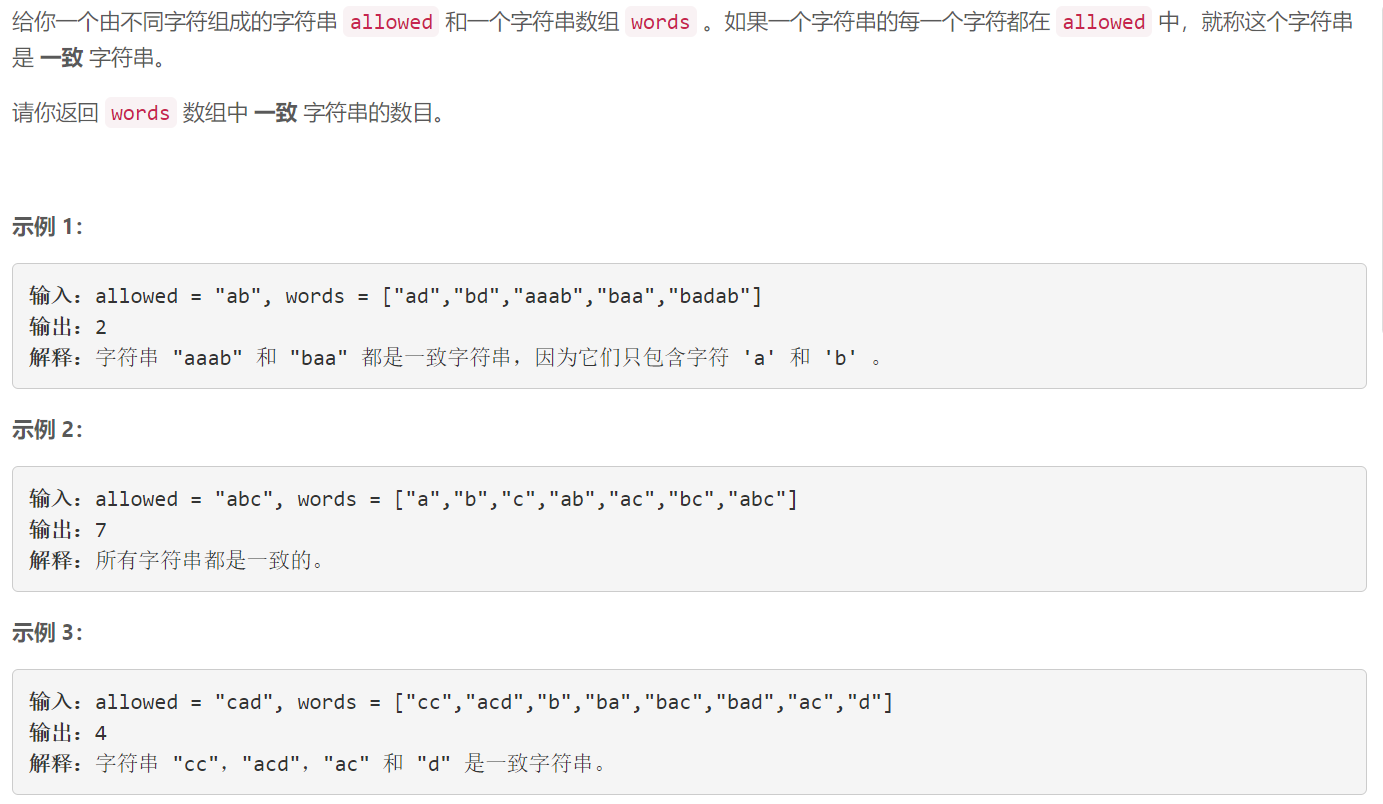 给你一个由不同字符组成的字符串 allowed 和一个字符串数组 words 。如果一个字符串的每一个字符都在 allowed 中，就称这个字符串
是 一致 字符串。
请你返回 words 数组中 一致 字符串的数目。
示例 1：
输入：allowed = "ab", words = ["ad","bd","aaab","baa","badab"]
输出：2
解释：字符串 "aaab" 和 "baa" 都是一致字符串，因为它们只包含字符 'a' 和 'b' 。
示例 2：
输入：allowed = "abc", words = ["a","b","c","ab","ac","bc","abc"]
输出：7
解释：所有字符串都是一致的。
示例 3：
输入：allowed = "cad", words = ["cc","acd","b","ba","bac","bad","ac","d"]
输出：4
解释：字符串 "cc"，"acd"，"ac" 和 "d" 是一致字符串。